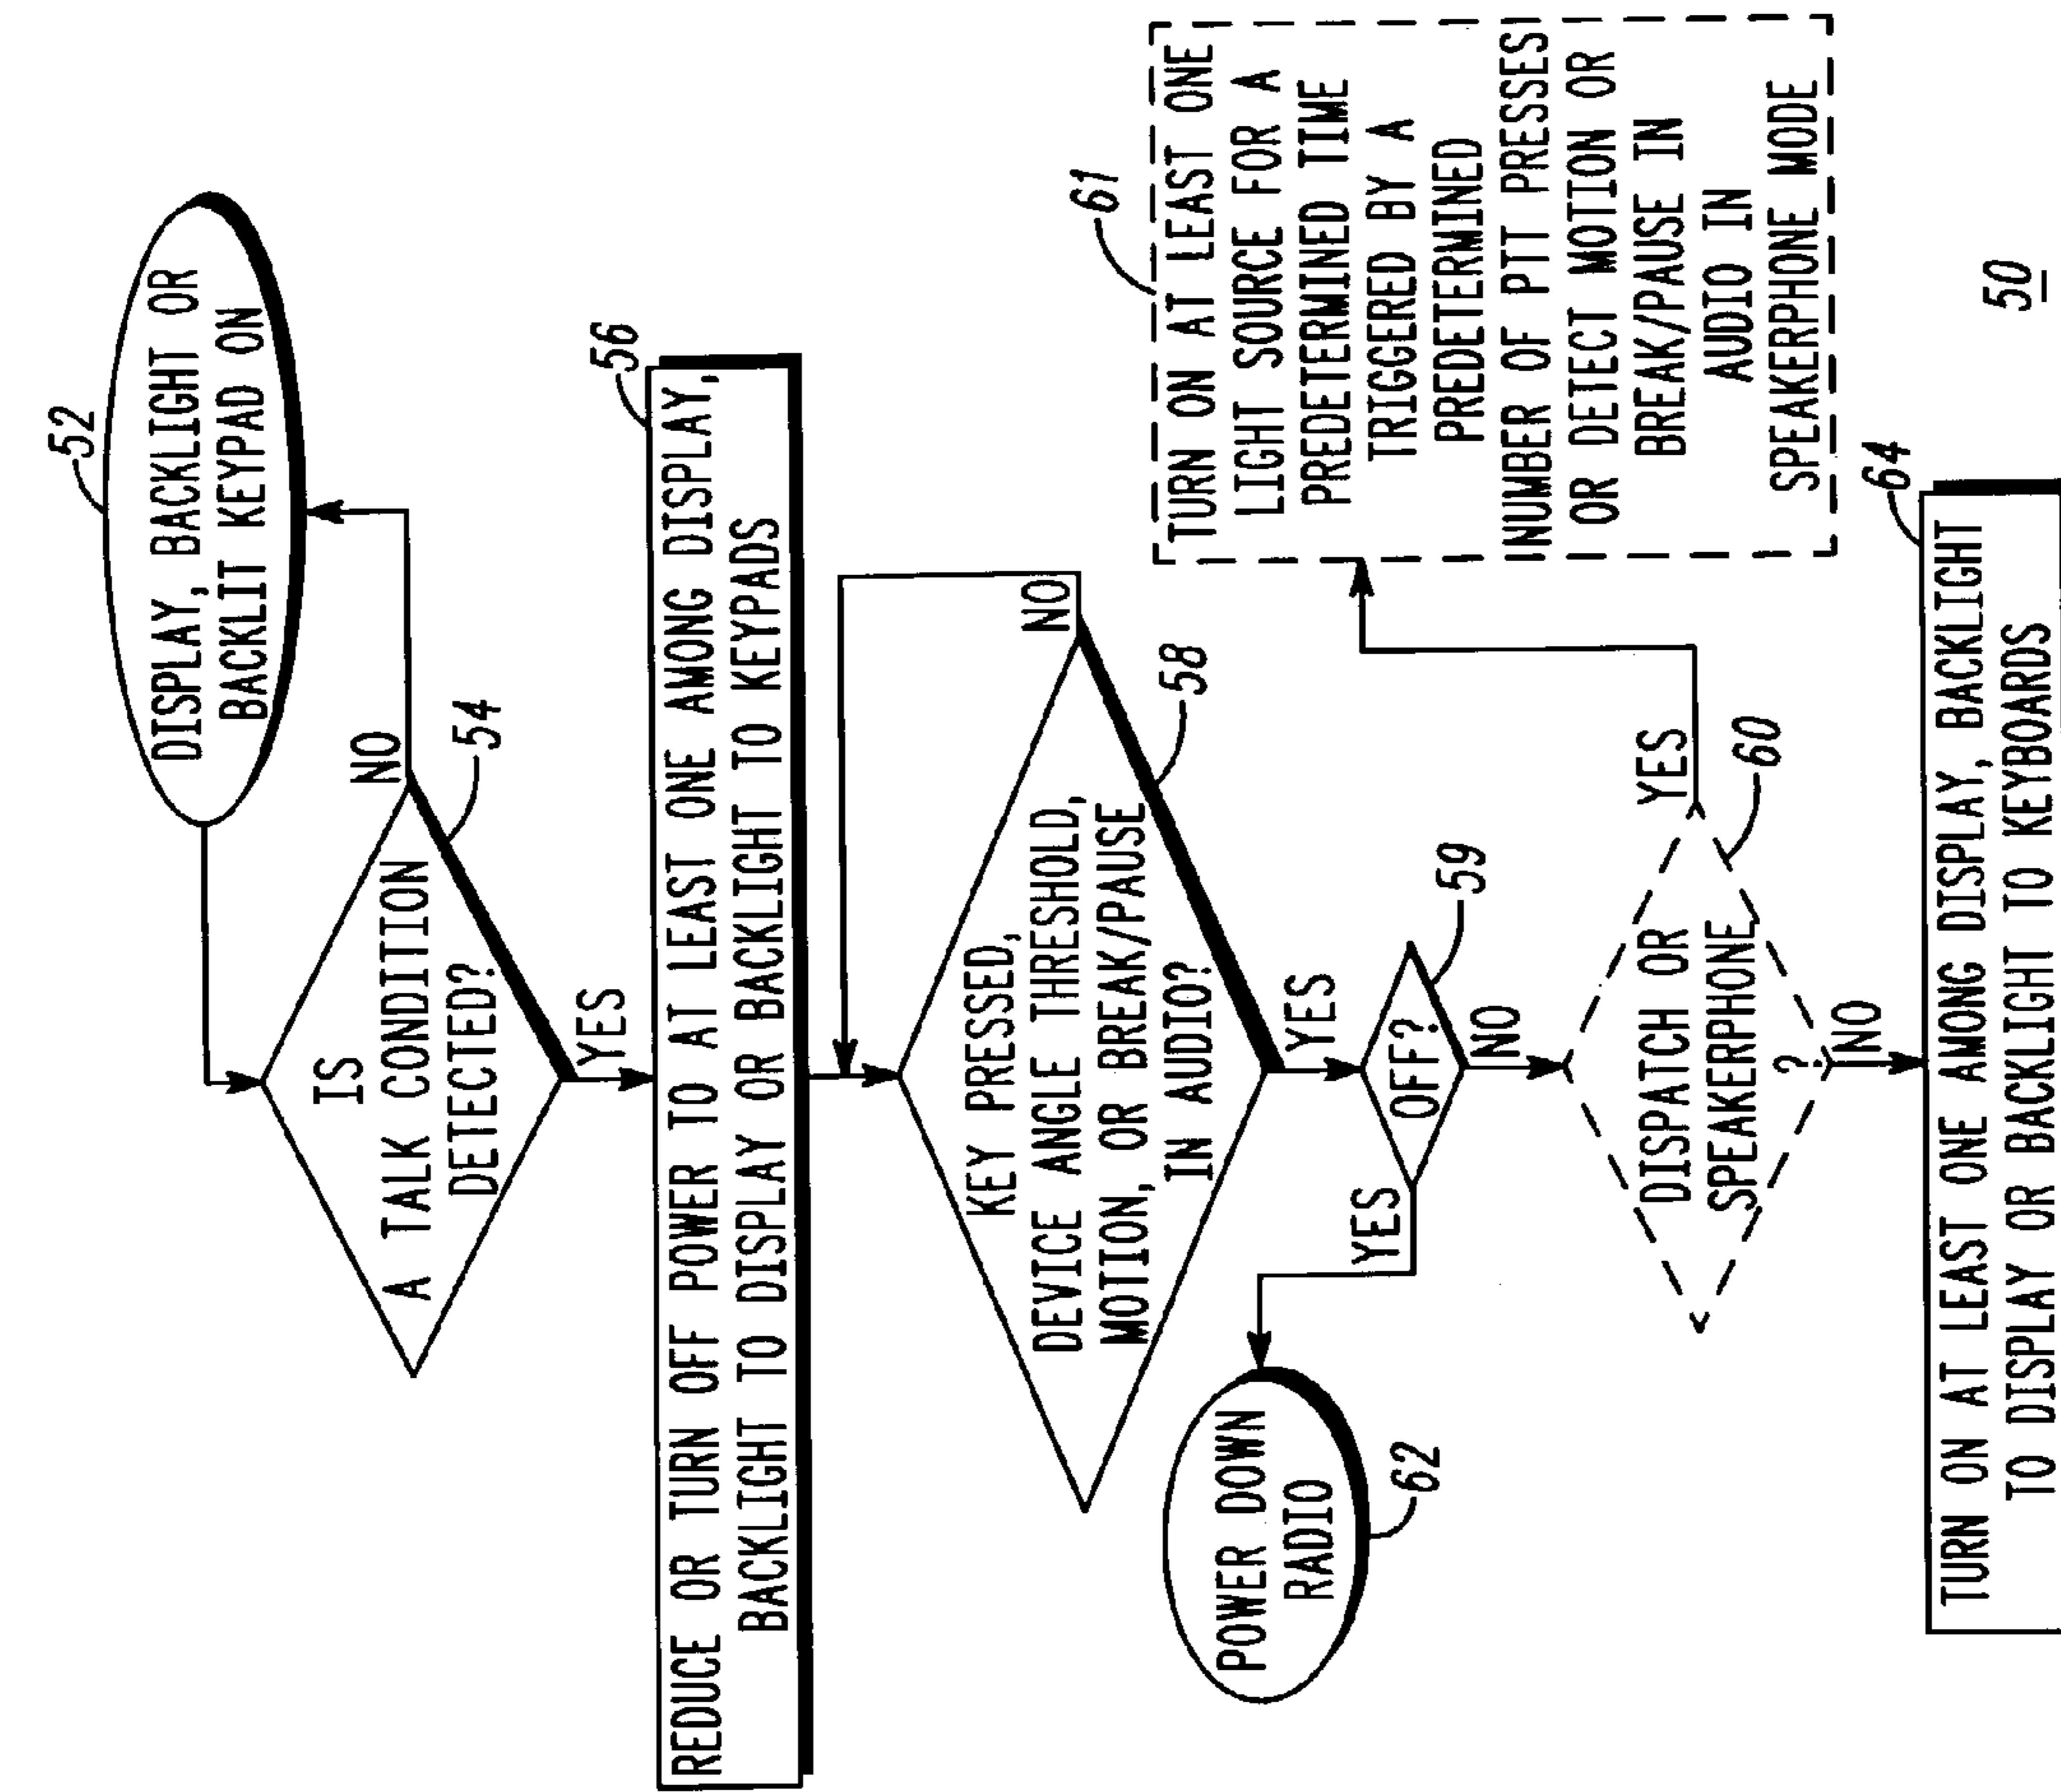 52
DISPLAY, BACKLIGHT OR
BACKLIT KEYPAD ON
IS
A TALK CONDITION
DETECTED?
NO
54
YES
56
REDUCE OR TURN OFF POWER TO AT LEAST ONE AMONG DISPLAY,
BACKLIGHT TO DISPLAY OR BACKLIGHT TO KEYPADS
KEY PRESSED,
DEVICE ANGLE THRESHOLD,
MOTION, OR BREAK/PAUSE
IN AUDIO?
NO
58
YES
OFF?
59
YES
POWER DOWN
RADIO
62
NO
DISPATCH OR
SPEAKERPHONE
?
60
YES
61
TURN ON AT LEAST ONE
LIGHT SOURCE FOR A
PREDETERMINED TIME
TRIGGERED BY A
PREDETERMINED
NUMBER OF PTT PRESSES
OR DETECT MOTION OR
BREAK/PAUSE IN
AUDIO IN
SPEAKERPHONE MODE
NO
64
TURN ON AT LEAST ONE AMONG DISPLAY, BACKLIGHT
TO DISPLAY OR BACKLIGHT TO KEYBOARDS
50